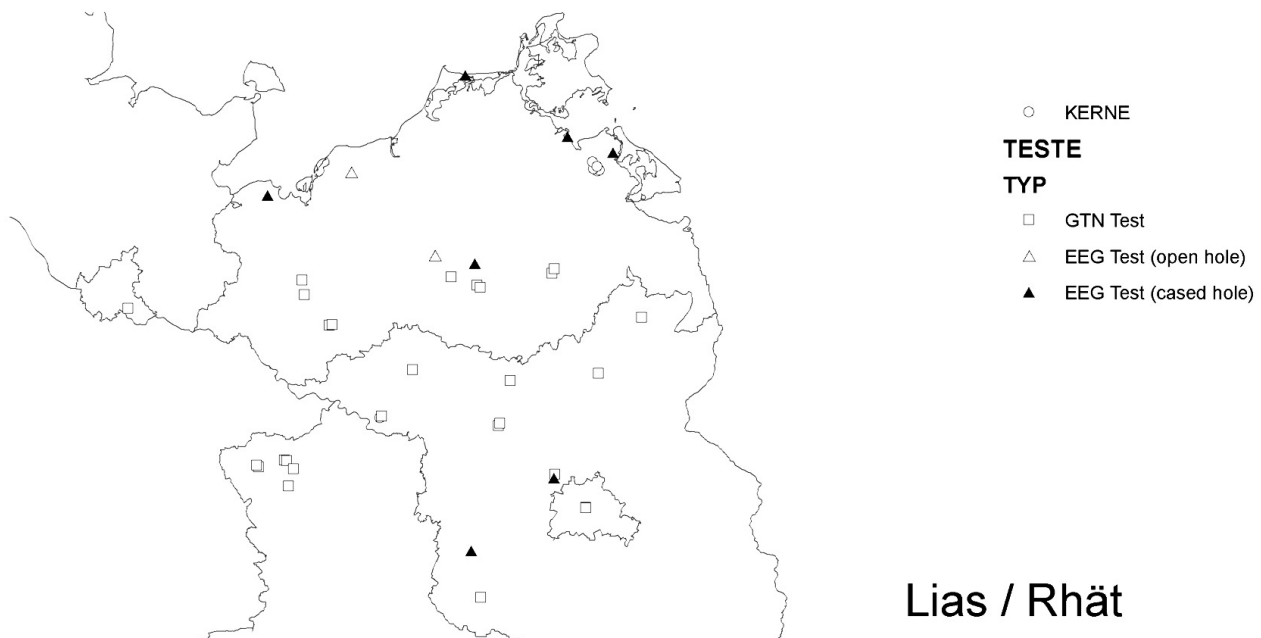 KERNE
TESTE
TYP
GTN Test
EEG Test (open hole)
EEG Test (cased hole)
Lias / Rhät